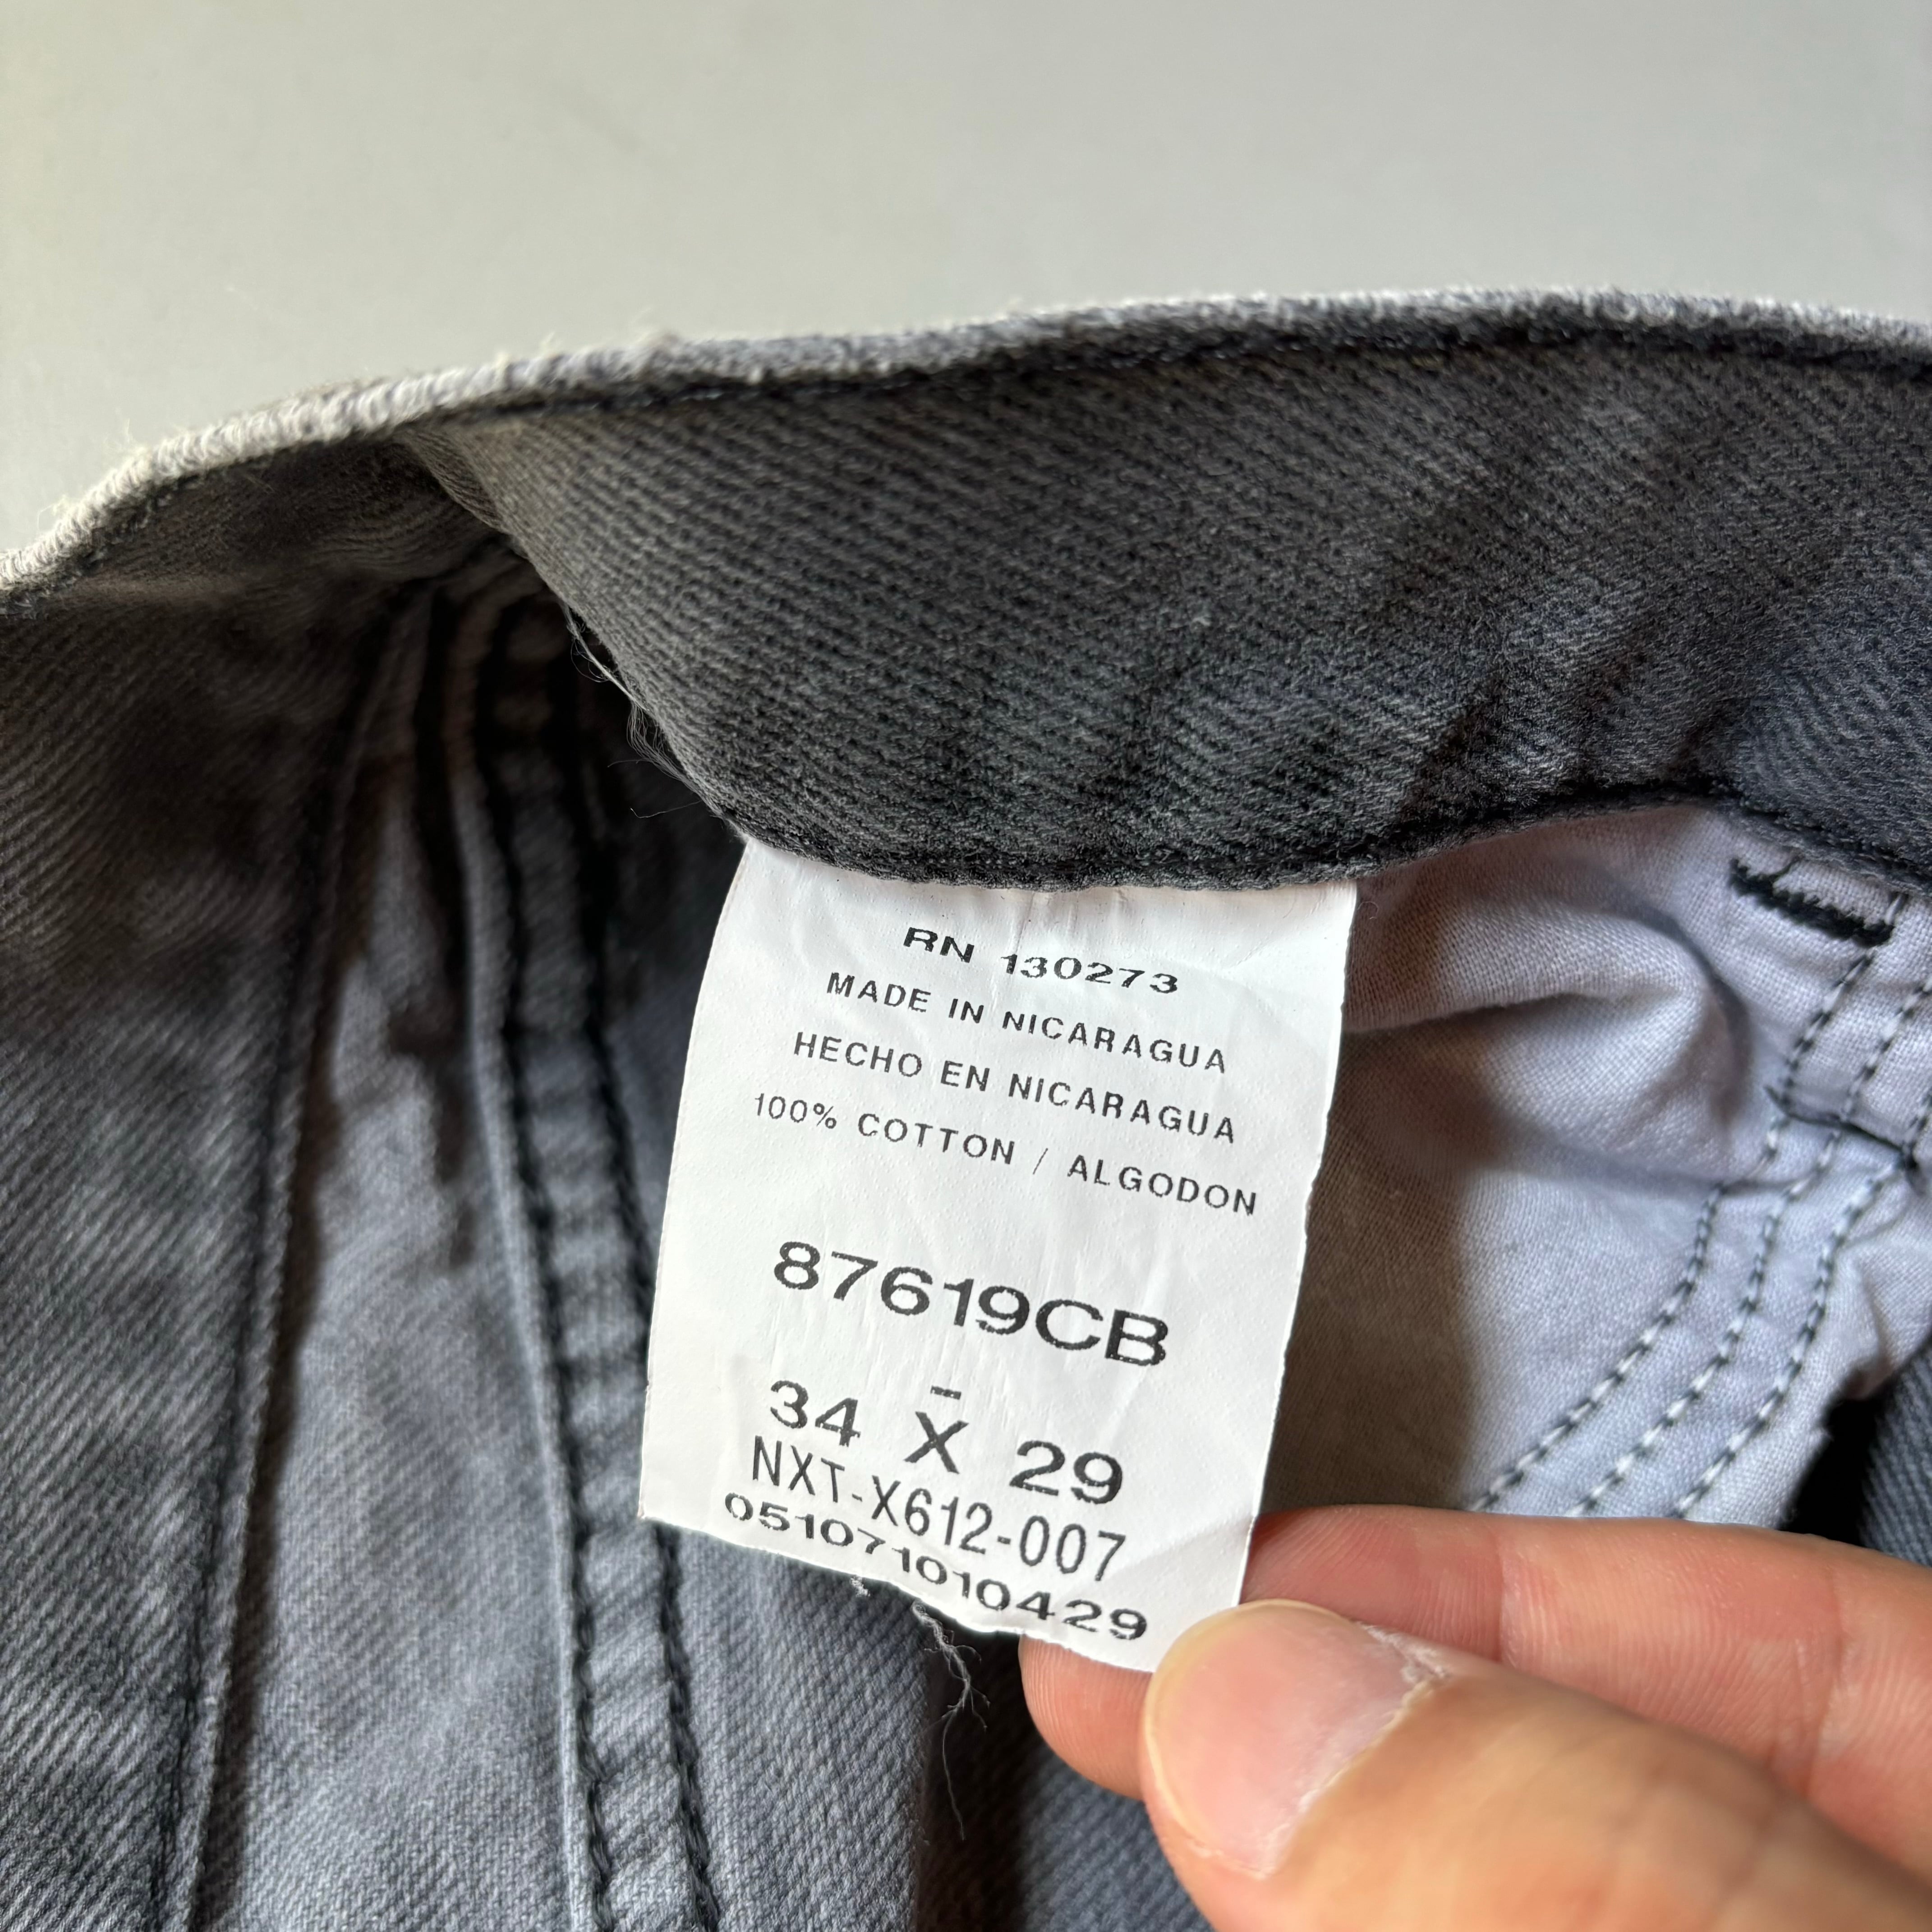 RN 130273
MADE IN NICARAGUA
HECHO EN NICARAGUA
100% COTTON / ALGODON
87619CB
-
34 X 29
NXT-X612-007
051071010429